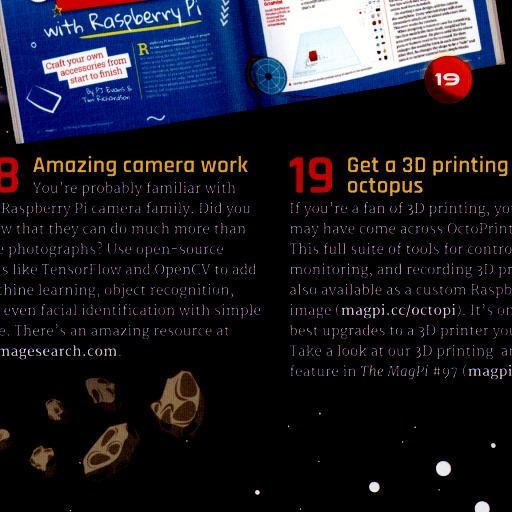 with Raspberry Pi
Craft your own
accessories from
start to finish
By PJ Evans &
Tom Richardson
19
8 Amazing camera work
You're probably familiar with
Raspberry Pi camera family. Did you
w that they can do much more than
e photographs? Use open-source
s like TensorFlow and OpenCV to add
chine learning, object recognition,
even facial identification with simple
e. There's an amazing resource at
magesearch.com.
19 Get a 3D printing
octopus
If you're a fan of 3D printing, yo
may have come across OctoPrint
This full suite of tools for contro
monitoring, and recording 3D pr
also available as a custom Raspb
image (magpi.cc/octopi). It's on
best upgrades to a 3D printer you
Take a look at our 3D printing a
feature in The MagPi #97 (magpi